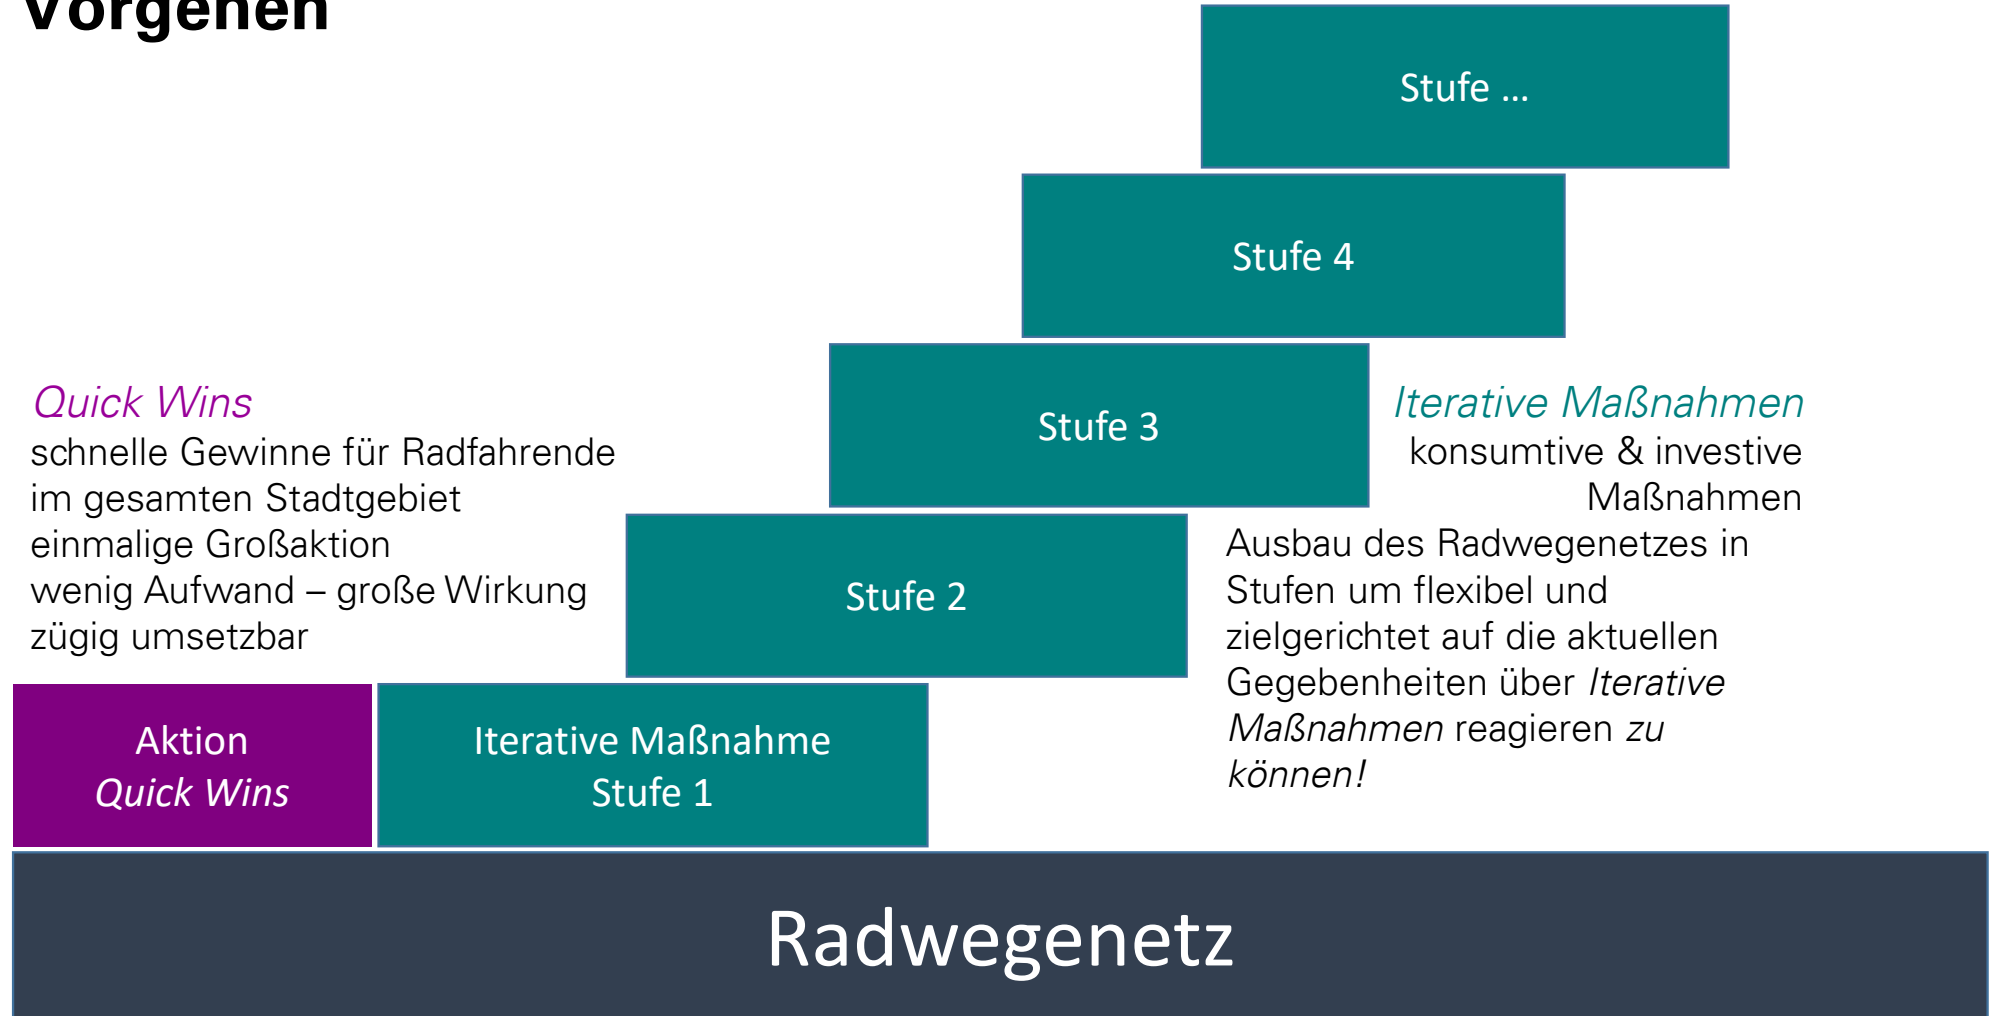 Vorgehen
Stufe ...
Stufe 4
Stufe 3
Stufe 2
Quick Wins
schnelle Gewinne für Radfahrende
im gesamten Stadtgebiet
einmalige Großaktion
wenig Aufwand – große Wirkung
zügig umsetzbar
Iterative Maßnahmen
konsumtive & investive
Maßnahmen
Ausbau des Radwegenetzes in
Stufen um flexibel und
zielgerichtet auf die aktuellen
Gegebenheiten über Iterative
Maßnahmen reagieren zu
können!
Aktion
Quick Wins
Iterative Maßnahme
Stufe 1
Radwegenetz